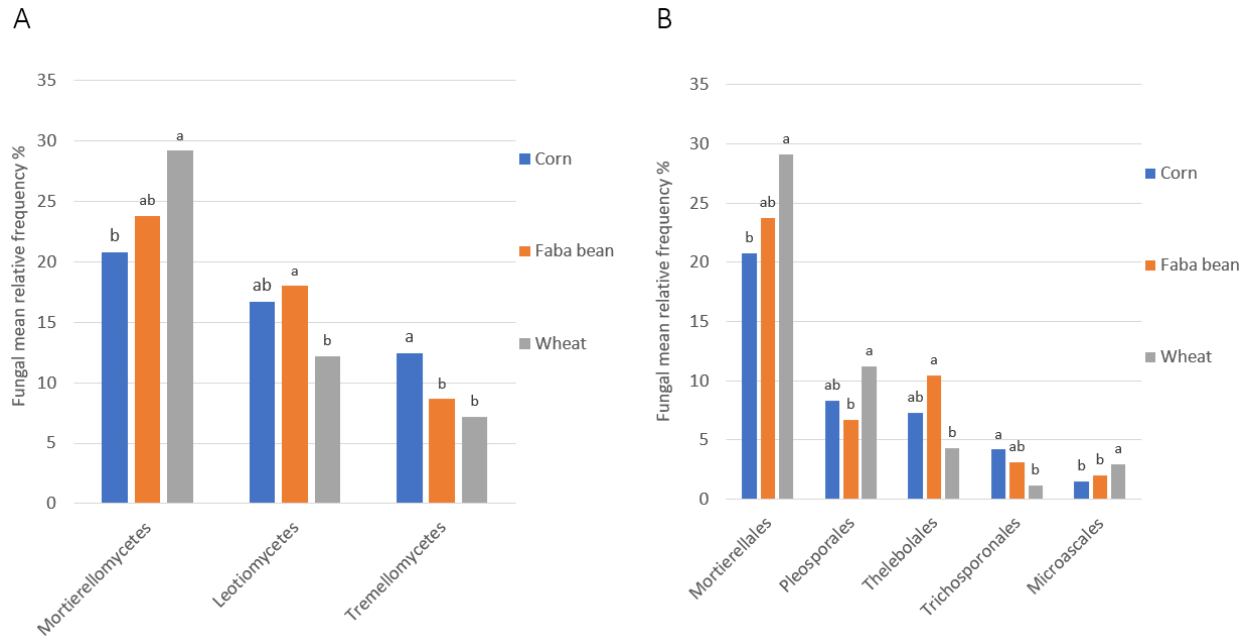 A
Fungal mean relative frequency %
35
30
25
20
15
10
5
0
b
ab
a
ab
a
b
a
b
b
Mortierellomycetes
Leotiomycetes
Tremellomycetes
Corn
Faba bean
Wheat
B
Fungal mean relative frequency %
35
30
25
20
15
10
5
0
b
ab
a
ab
b
a
ab
a
b
a
ab
b
b
b
a
Mortierellales
Pleosporales
Thelebolales
Trichosporonales
Microascales
Corn
Faba bean
Wheat